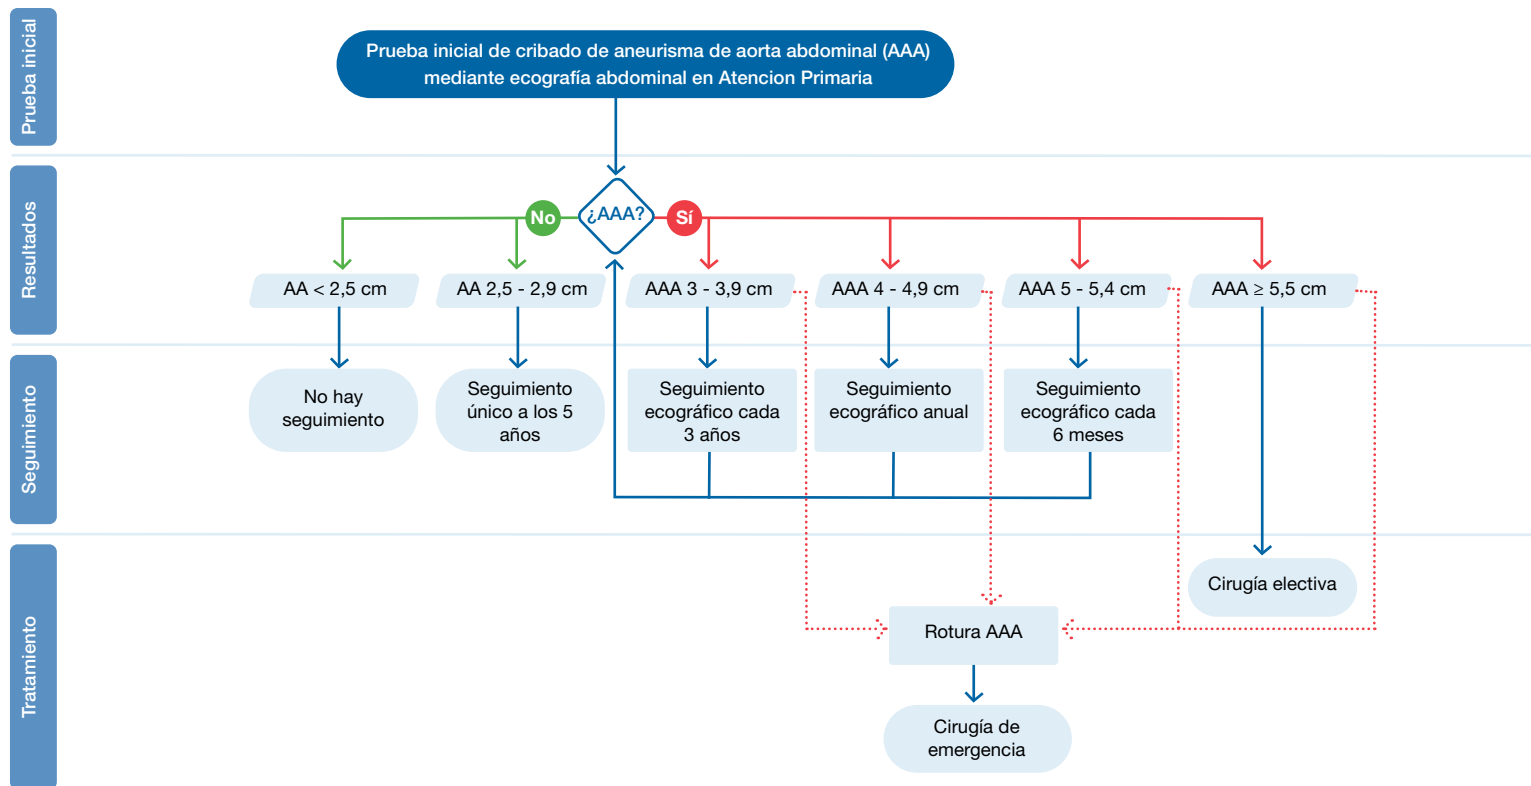 Prueba inicial
Prueba inicial de cribado de aneurisma de aorta abdominal (AAA)
mediante ecografía abdominal en Atencion Primaria
Resultados
No
¿AAA?
Sí
AA < 2,5 cm
AA 2,5 - 2,9 cm
AAA 3 - 3,9 cm
AAA 4 - 4,9 cm
AAA 5 - 5,4 cm
AAA ≥ 5,5 cm
Seguimiento
No hay
seguimiento
Seguimiento
único a los 5
años
Seguimiento
ecográfico cada
3 años
Seguimiento
ecográfico anual
Seguimiento
ecográfico cada
6 meses
Tratamiento
Cirugía electiva
Rotura AAA
Cirugía de
emergencia